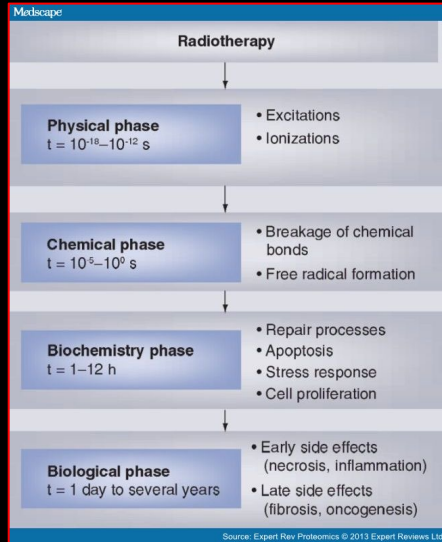 Medscape
Radiotherapy
Physical phase
t = 10⁻¹⁸–10⁻¹² s
• Excitations
• Ionizations
Chemical phase
t = 10⁻⁵–10⁰ s
• Breakage of chemical
bonds
• Free radical formation
Biochemistry phase
t = 1–12 h
• Repair processes
• Apoptosis
• Stress response
• Cell proliferation
Biological phase
t = 1 day to several years
• Early side effects
(necrosis, inflammation)
• Late side effects
(fibrosis, oncogenesis)
Source: Expert Rev Proteomics © 2013 Expert Reviews Ltd